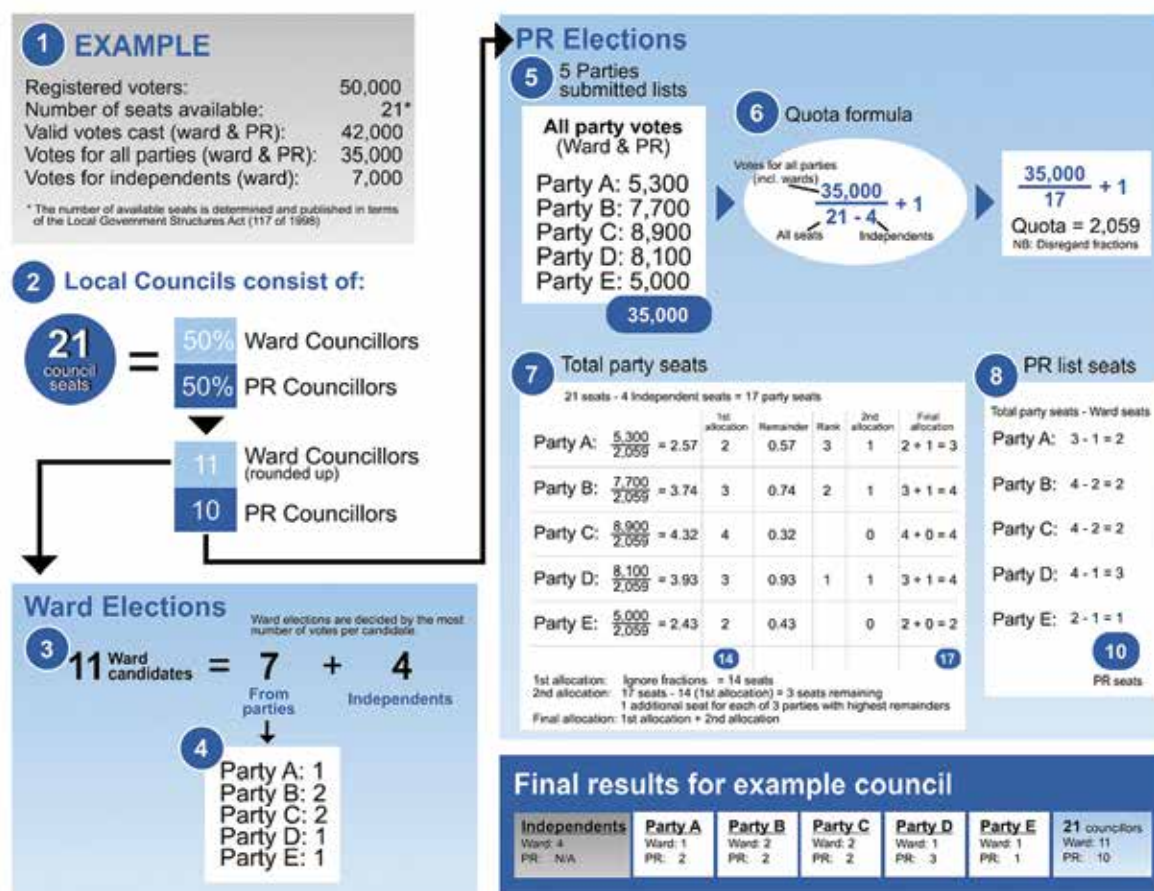 1 EXAMPLE
Registered voters: 50,000
Number of seats available: 21*
Valid votes cast (ward & PR): 42,000
Votes for all parties (ward & PR): 35,000
Votes for independents (ward): 7,000
* The number of available seats is determined and published in terms
of the Local Government Structures Act (117 of 1998)
2 Local Councils consist of:
21
council
seats
=
50% Ward Councillors
50% PR Councillors
11 Ward Councillors
(rounded up)
10 PR Councillors
Ward Elections
Ward elections are decided by the most
number of votes per candidate
3 11 Ward candidates = 7 + 4
From
parties
Independents
4
Party A: 1
Party B: 2
Party C: 2
Party D: 1
Party E: 1
PR Elections
5 5 Parties
submitted lists
All party votes
(Ward & PR)
Party A: 5,300
Party B: 7,700
Party C: 8,900
Party D: 8,100
Party E: 5,000
35,000
6 Quota formula
Votes for all parties
(incl. wards)
35,000
21 - 4
+ 1
All seats Independents
35,000
17
+ 1
Quota = 2,059
NB: Disregard fractions
7 Total party seats
21 seats - 4 Independent seats = 17 party seats
1st allocation Remainder Rank 2nd allocation Final allocation
Party A: 5,300 / 2,059 = 2.57 2 0.57 3 1 2 + 1 = 3
Party B: 7,700 / 2,059 = 3.74 3 0.74 2 1 3 + 1 = 4
Party C: 8,900 / 2,059 = 4.32 4 0.32 0 4 + 0 = 4
Party D: 8,100 / 2,059 = 3.93 3 0.93 1 1 3 + 1 = 4
Party E: 5,000 / 2,059 = 2.43 2 0.43 0 2 + 0 = 2
14 17
1st allocation: Ignore fractions = 14 seats
2nd allocation: 17 seats - 14 (1st allocation) = 3 seats remaining
1 additional seat for each of 3 parties with highest remainders
Final allocation: 1st allocation + 2nd allocation
8 PR list seats
Total party seats - Ward seats
Party A: 3 - 1 = 2
Party B: 4 - 2 = 2
Party C: 4 - 2 = 2
Party D: 4 - 1 = 3
Party E: 2 - 1 = 1
10
PR seats
Final results for example council
Independents
Ward: 4
PR: N/A
Party A
Ward: 1
PR: 2
Party B
Ward: 2
PR: 2
Party C
Ward: 2
PR: 2
Party D
Ward: 1
PR: 3
Party E
Ward: 1
PR: 1
21 councillors
Ward: 11
PR: 10